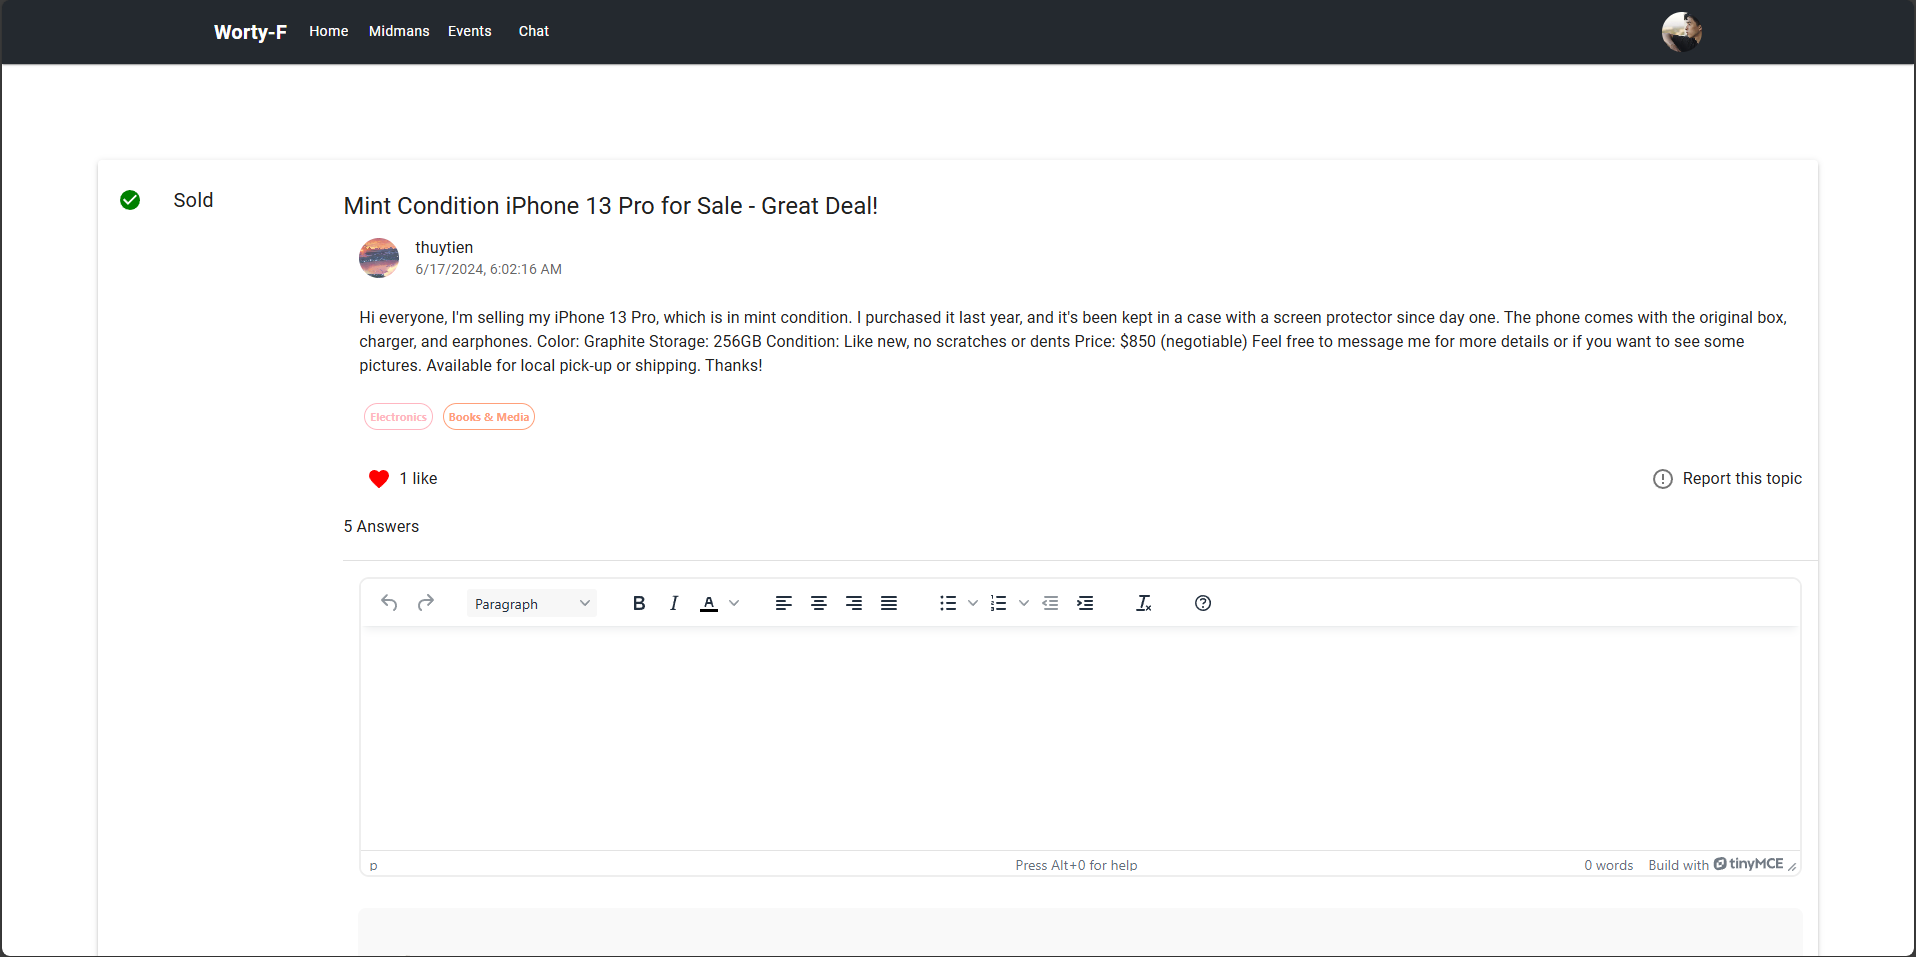 Worty-F Home Midmans Events Chat
Sold
Mint Condition iPhone 13 Pro for Sale - Great Deal!
thuytien
6/17/2024, 6:02:16 AM
Hi everyone, I'm selling my iPhone 13 Pro, which is in mint condition. I purchased it last year, and it's been kept in a case with a screen protector since day one. The phone comes with the original box,
charger, and earphones. Color: Graphite Storage: 256GB Condition: Like new, no scratches or dents Price: $850 (negotiable) Feel free to message me for more details or if you want to see some
pictures. Available for local pick-up or shipping. Thanks!
Electronics Books & Media
1 like
Report this topic
5 Answers
Paragraph
p
Press Alt+0 for help
0 words
Build with tinyMCE